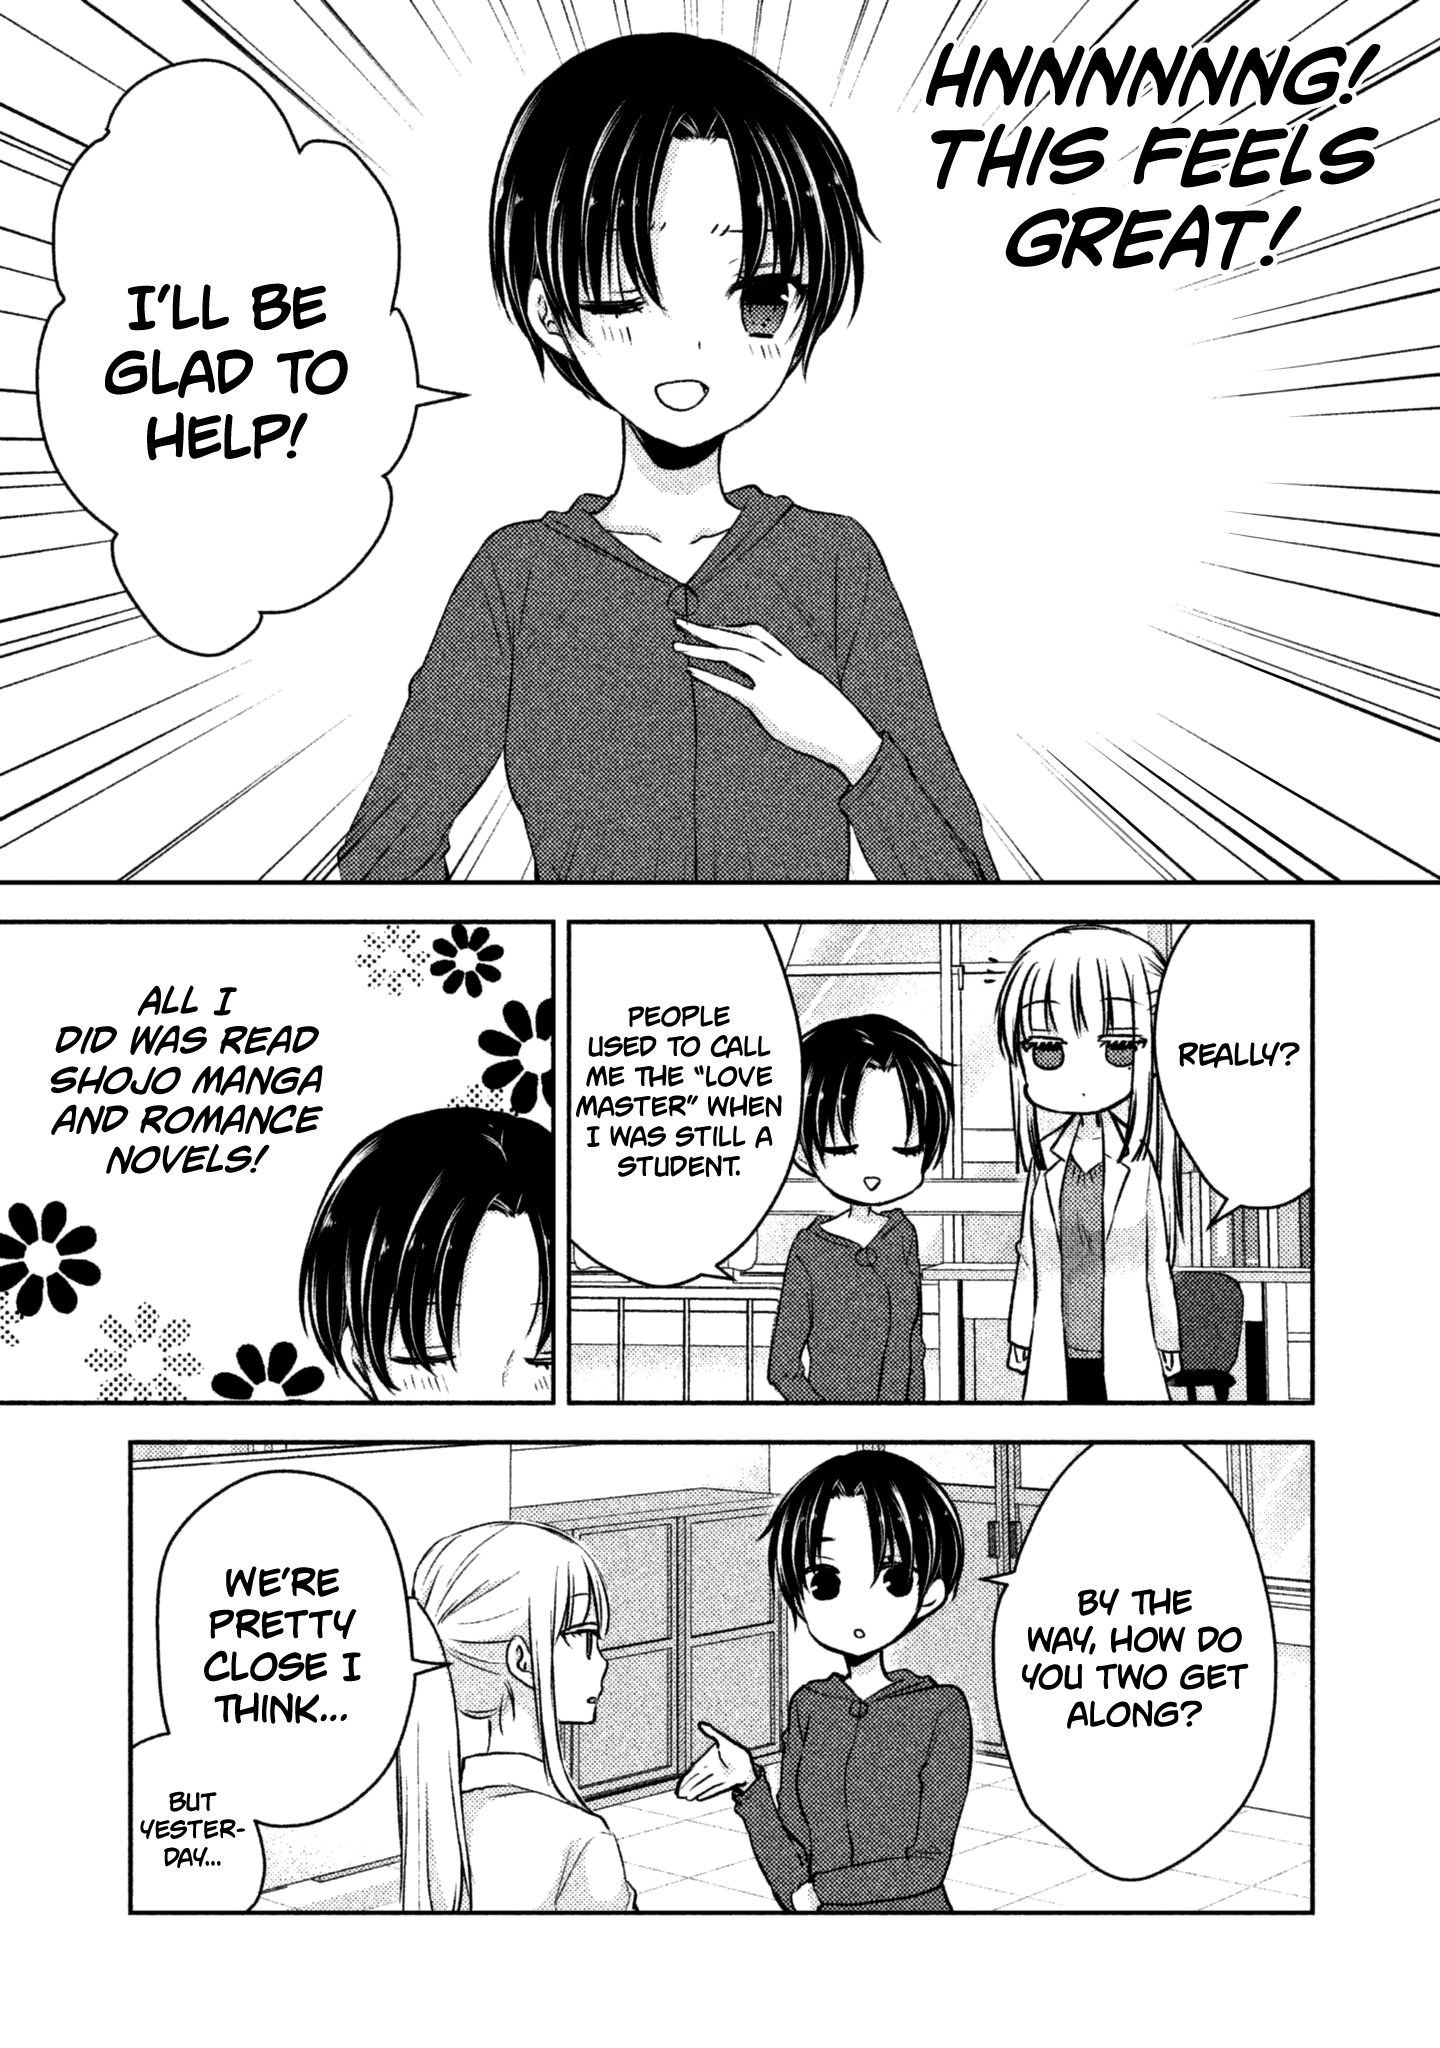 HNNNNNNG!
THIS FEELS
GREAT!
I'LL BE
GLAD TO
HELP!
REALLY?
PEOPLE
USED TO CALL
ME THE "LOVE
MASTER" WHEN
I WAS STILL A
STUDENT.
ALL I
DID WAS READ
SHOJO MANGA
AND ROMANCE
NOVELS!
BY THE
WAY, HOW DO
YOU TWO GET
ALONG?
WE'RE
PRETTY
CLOSE I
THINK...
BUT
YESTER-
DAY...